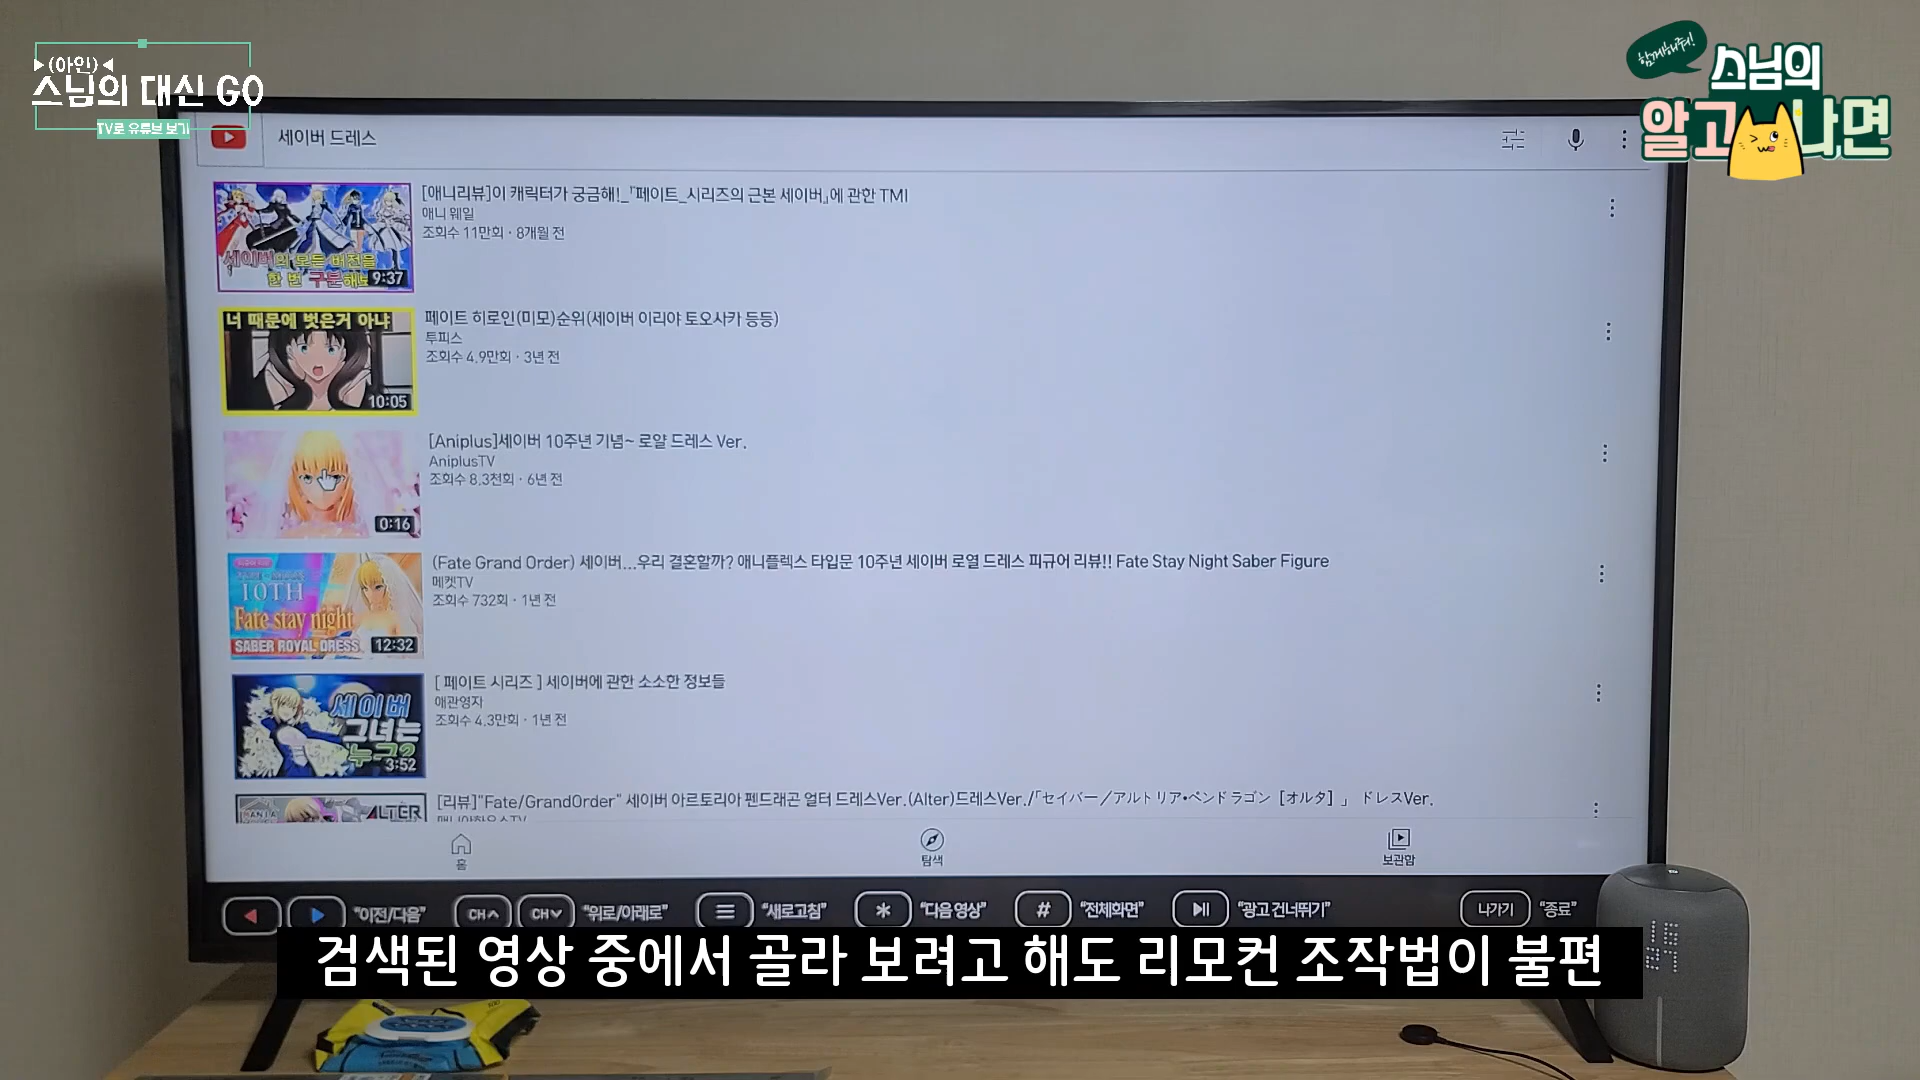 (아인)
스님의 대신 GO
TV로 유튜브 보기
함께해줘!
스님의
알고나면
세이버 드레스
[애니리뷰]이 캐릭터가 궁금해!_『페이트_시리즈의 근본 세이버』에 관한 TMI
애니 웨일
조회수 11만회 · 8개월 전
세이버의 모든 버전을
한 번 구분해보
9:37
페이트 히로인(미모)순위(세이버 이리야 토오사카 등등)
투피스
조회수 4.9만회 · 3년 전
너 때문에 벗은거 아냐
10:05
[Aniplus]세이버 10주년 기념~ 로얄 드레스 Ver.
AniplusTV
조회수 8.3천회 · 6년 전
0:16
(Fate Grand Order) 세이버...우리 결혼할까? 애니플렉스 타입문 10주년 세이버 로열 드레스 피규어 리뷰!! Fate Stay Night Saber Figure
메켓TV
조회수 732회 · 1년 전
10TH
Fate stay night
SABER ROYAL DRESS
12:32
[ 페이트 시리즈 ] 세이버에 관한 소소한 정보들
애관영자
조회수 4.3만회 · 1년 전
세이버
그녀는
누구?
3:52
[리뷰]"Fate/GrandOrder" 세이버 아르토리아 펜드래곤 얼터 드레스Ver.(Alter)드레스Ver./「セイバー／アルトリア•ペンドラゴン［オルタ］」 ドレスVer.
ALTER
홈
탐색
보관함
"이전/다음"
CH
CH
"위로/아래로"
"새로고침"
*
"다음 영상"
#
"전체화면"
"광고 건너뛰기"
나가기
"종료"
검색된 영상 중에서 골라 보려고 해도 리모컨 조작법이 불편